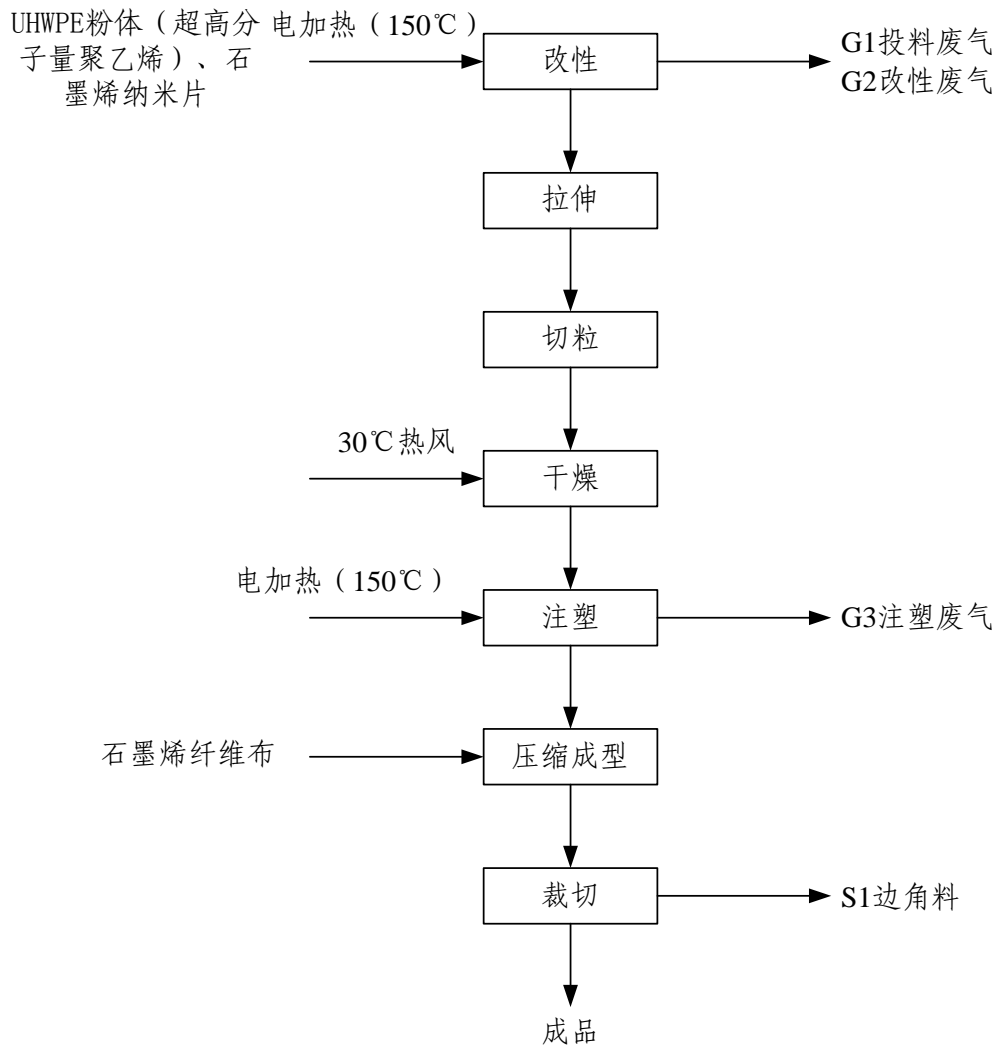 UHWPE粉体（超高分
子量聚乙烯）、石
墨烯纳米片
电加热（150℃）
改性
G1投料废气
G2改性废气
拉伸
切粒
30℃热风
干燥
电加热（150℃）
注塑
G3注塑废气
石墨烯纤维布
压缩成型
裁切
S1边角料
成品